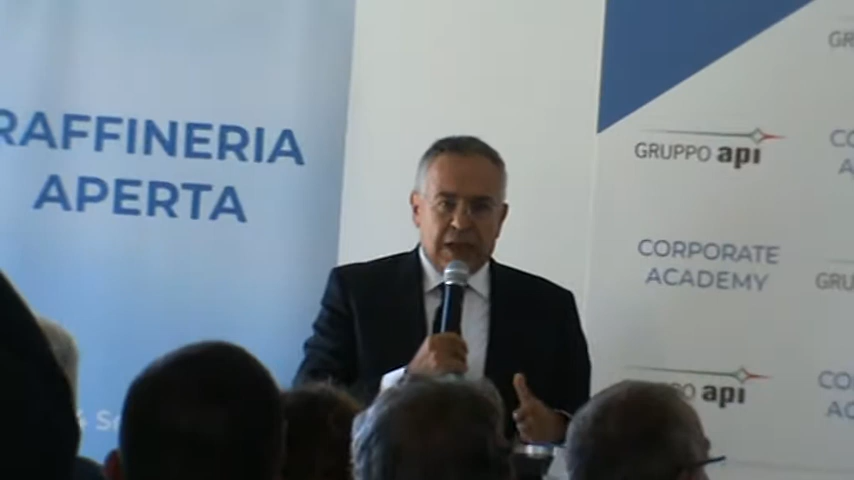 RAFFINERIA
APERTA
GRUPPO api
CORPORATE
ACADEMY
api